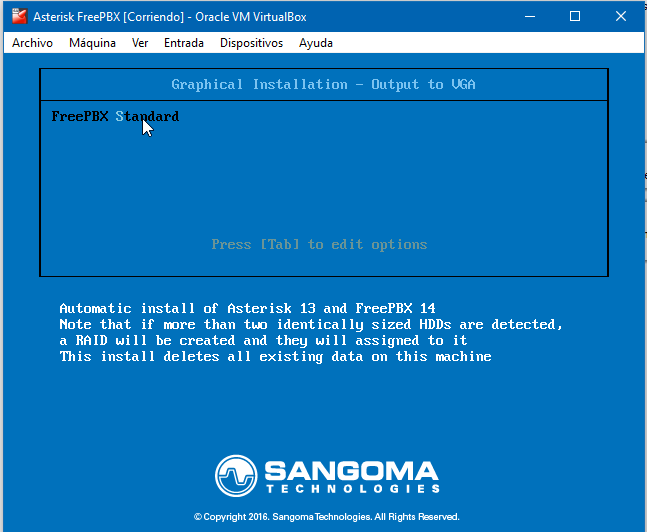 Asterisk FreePBX [Corriendo] - Oracle VM VirtualBox
Archivo Máquina Ver Entrada Dispositivos Ayuda
Graphical Installation - Output to VGA
FreePBX Standard
Press [Tab] to edit options
Automatic install of Asterisk 13 and FreePBX 14
Note that if more than two identically sized HDDs are detected,
a RAID will be created and they will assigned to it
This install deletes all existing data on this machine
SANGOMA
TECHNOLOGIES
© Copyright 2016. Sangoma Technologies. All Rights Reserved.